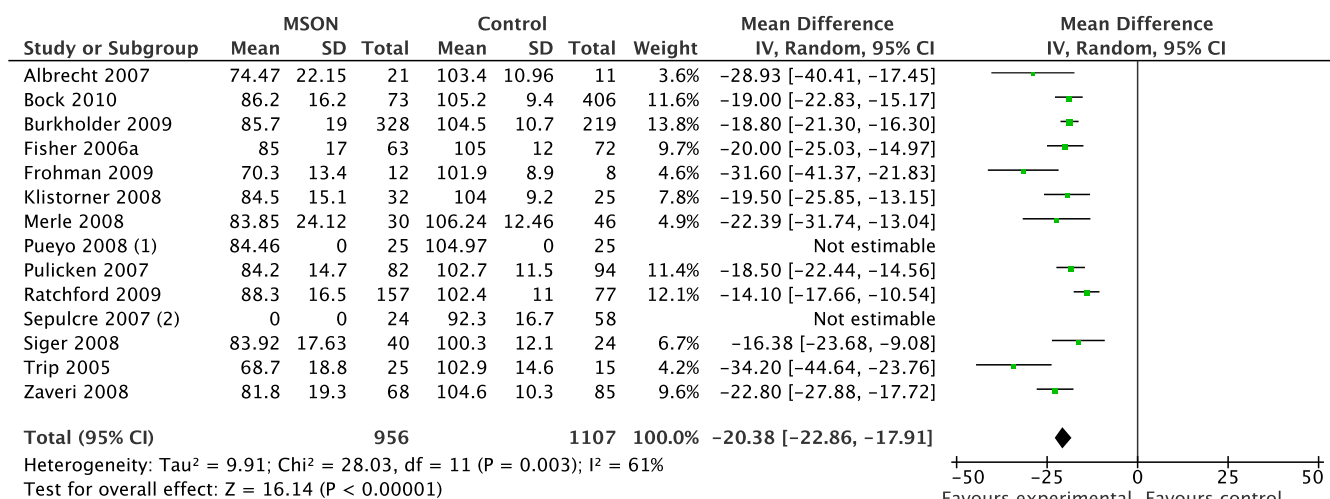 MSON Control Mean Difference Mean Difference
Study or Subgroup Mean SD Total Mean SD Total Weight IV, Random, 95% CI IV, Random, 95% CI
Albrecht 2007 74.47 22.15 21 103.4 10.96 11 3.6% −28.93 [−40.41, −17.45]
Bock 2010 86.2 16.2 73 105.2 9.4 406 11.6% −19.00 [−22.83, −15.17]
Burkholder 2009 85.7 19 328 104.5 10.7 219 13.8% −18.80 [−21.30, −16.30]
Fisher 2006a 85 17 63 105 12 72 9.7% −20.00 [−25.03, −14.97]
Frohman 2009 70.3 13.4 12 101.9 8.9 8 4.6% −31.60 [−41.37, −21.83]
Klistorner 2008 84.5 15.1 32 104 9.2 25 7.8% −19.50 [−25.85, −13.15]
Merle 2008 83.85 24.12 30 106.24 12.46 46 4.9% −22.39 [−31.74, −13.04]
Pueyo 2008 (1) 84.46 0 25 104.97 0 25 Not estimable
Pulicken 2007 84.2 14.7 82 102.7 11.5 94 11.4% −18.50 [−22.44, −14.56]
Ratchford 2009 88.3 16.5 157 102.4 11 77 12.1% −14.10 [−17.66, −10.54]
Sepulcre 2007 (2) 0 0 24 92.3 16.7 58 Not estimable
Siger 2008 83.92 17.63 40 100.3 12.1 24 6.7% −16.38 [−23.68, −9.08]
Trip 2005 68.7 18.8 25 102.9 14.6 15 4.2% −34.20 [−44.64, −23.76]
Zaveri 2008 81.8 19.3 68 104.6 10.3 85 9.6% −22.80 [−27.88, −17.72]
Total (95% CI) 956 1107 100.0% −20.38 [−22.86, −17.91]
Heterogeneity: Tau² = 9.91; Chi² = 28.03, df = 11 (P = 0.003); I² = 61%
Test for overall effect: Z = 16.14 (P < 0.00001)
−50 −25 0 25 50
Favours experimental Favours control